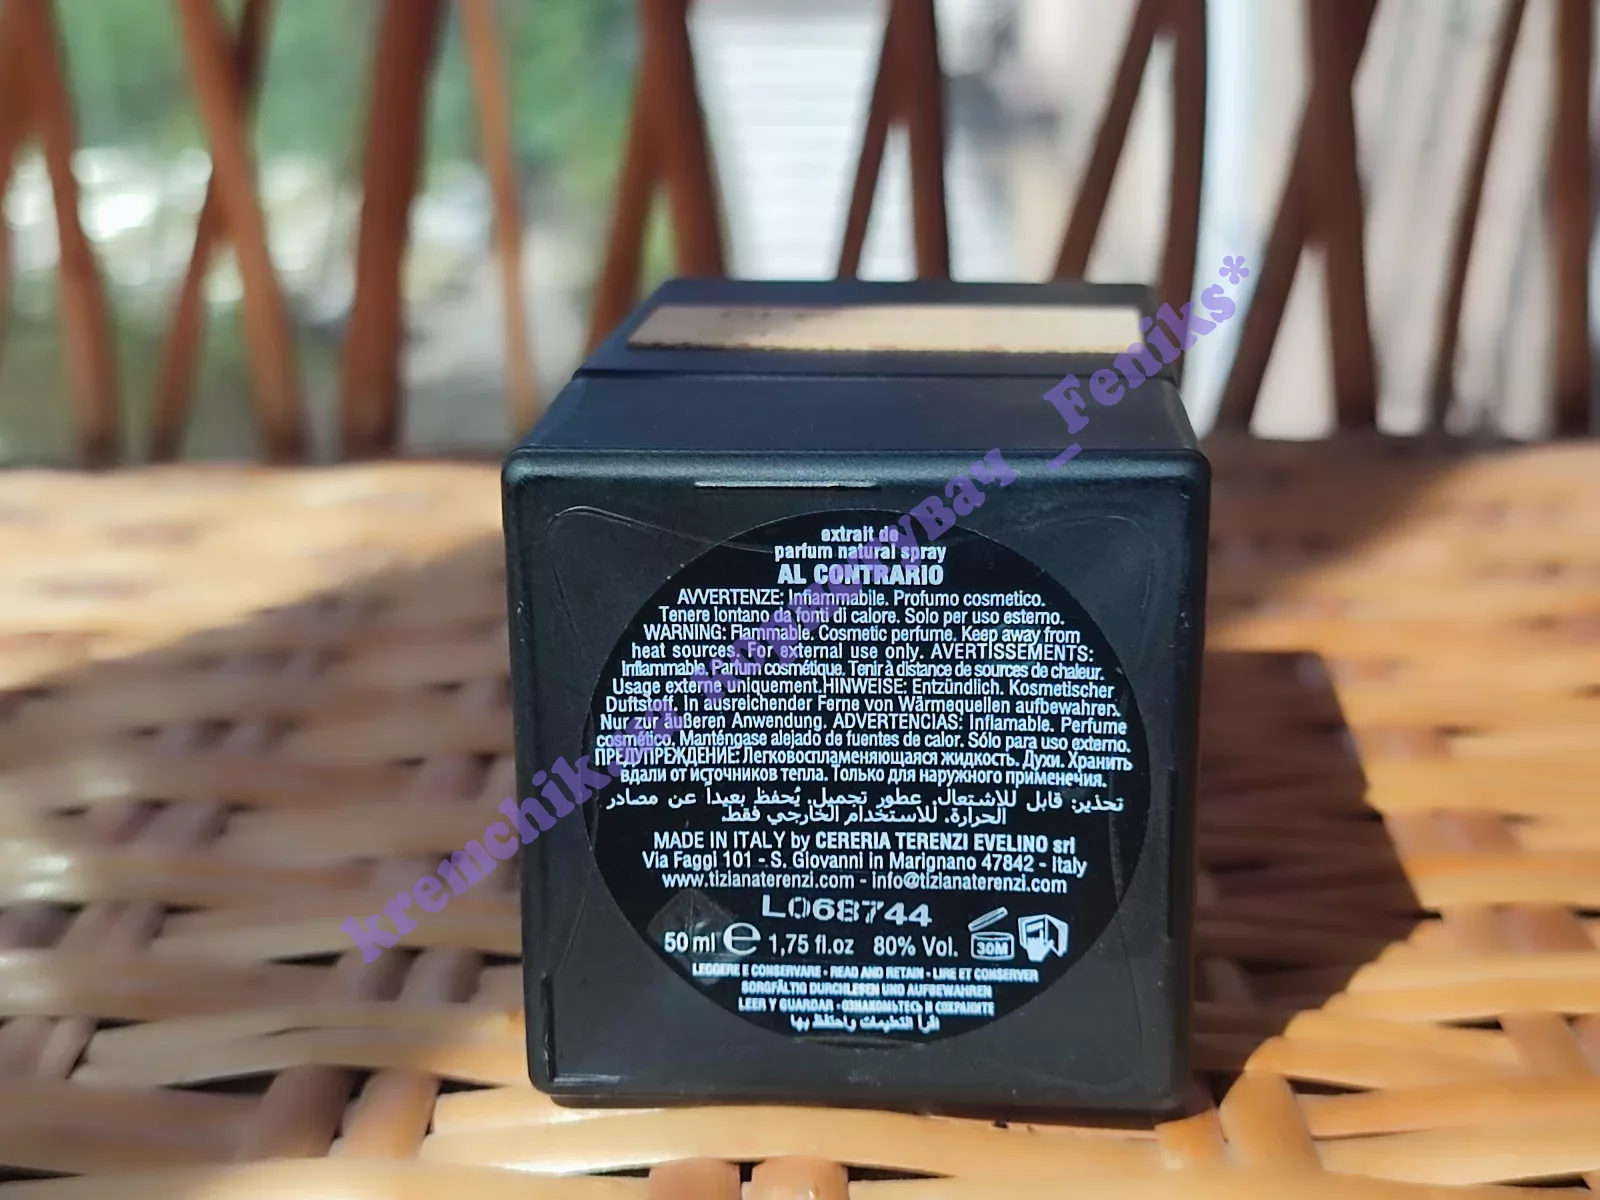 extrait de
parfum natural spray
AL CONTRARIO
AVVERTENZE: Infiammabile. Profumo cosmetico.
Tenere lontano da fonti di calore. Solo per uso esterno.
WARNING: Flammable. Cosmetic perfume. Keep away from
heat sources. For external use only. AVERTISSEMENTS:
Inflammable. Parfum cosmétique. Tenir à distance de sources de chaleur.
Usage externe uniquement.HINWEISE: Entzündlich. Kosmetischer
Duftstoff. In ausreichender Ferne von Wärmequellen aufbewahren.
Nur zur äußeren Anwendung. ADVERTENCIAS: Inflamable. Perfume
cosmético. Manténgase alejado de fuentes de calor. Sólo para uso externo.
ПРЕДУПРЕЖДЕНИЕ: Легковоспламеняющаяся жидкость. Духи. Хранить
вдали от источников тепла. Только для наружного применения.
تحذير: قابل للاشتعال. عطور تجميل. يُحفظ بعيداً عن مصادر
الحرارة. للاستخدام الخارجي فقط.
MADE IN ITALY by CERERIA TERENZI EVELINO srl
Via Faggi 101 - S. Giovanni in Marignano 47842 - Italy
www.tizianaterenzi.com - info@tizianaterenzi.com
L068744
50 ml e 1,75 fl.oz 80% Vol. 30M
LEGGERE E CONSERVARE - READ AND RETAIN - LIRE ET CONSERVER
SORGFÄLTIG DURCHLESEN UND AUFBEWAHREN
LEER Y GUARDAR - ОЗНАКОМЬТЕСЬ И СОХРАНИТЕ
اقرأ التعليمات واحتفظ بها
_Feniks*